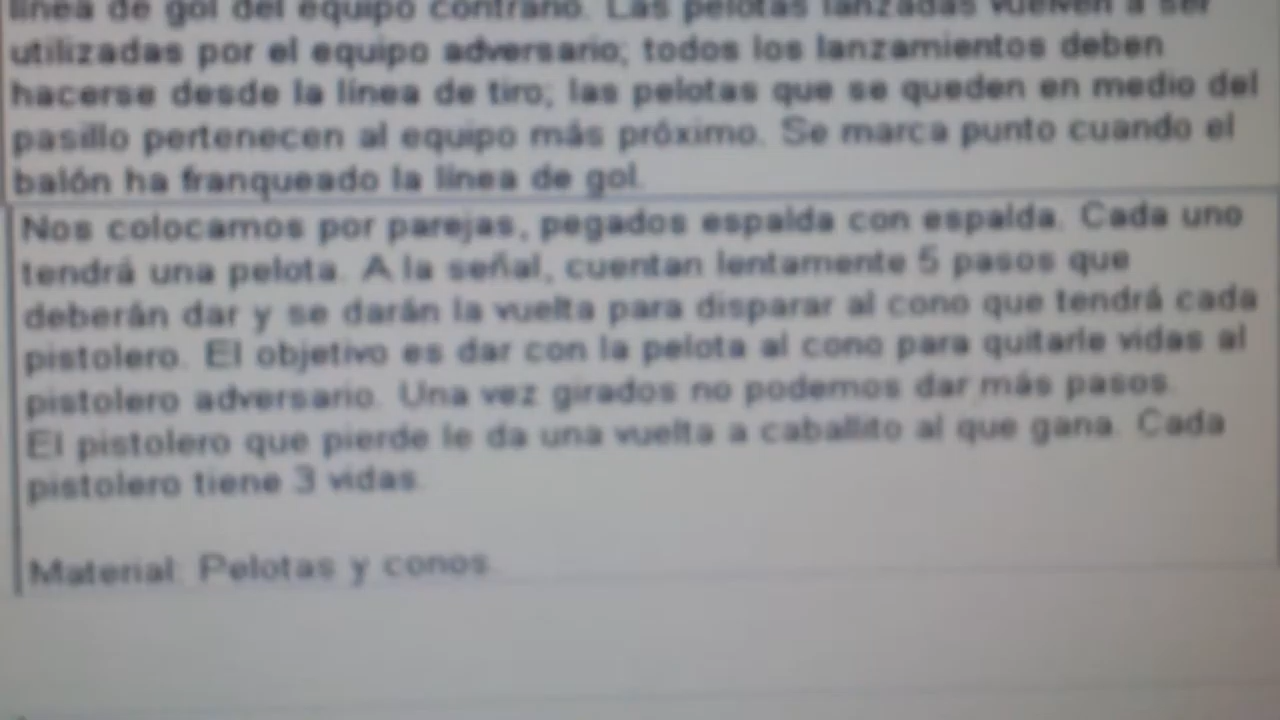 línea de gol del equipo contrario. Las pelotas lanzadas vuelven a ser
utilizadas por el equipo adversario; todos los lanzamientos deben
hacerse desde la línea de tiro; las pelotas que se queden en medio del
pasillo pertenecen al equipo más próximo. Se marca punto cuando el
balón ha franqueado la línea de gol.
Nos colocamos por parejas, pegados espalda con espalda. Cada uno
tendrá una pelota. A la señal, cuentan lentamente 5 pasos que
deberán dar y se darán la vuelta para disparar al cono que tendrá cada
pistolero. El objetivo es dar con la pelota al cono para quitarle vidas al
pistolero adversario. Una vez girados no podemos dar más pasos.
El pistolero que pierde le da una vuelta a caballito al que gana. Cada
pistolero tiene 3 vidas.
Material: Pelotas y conos.